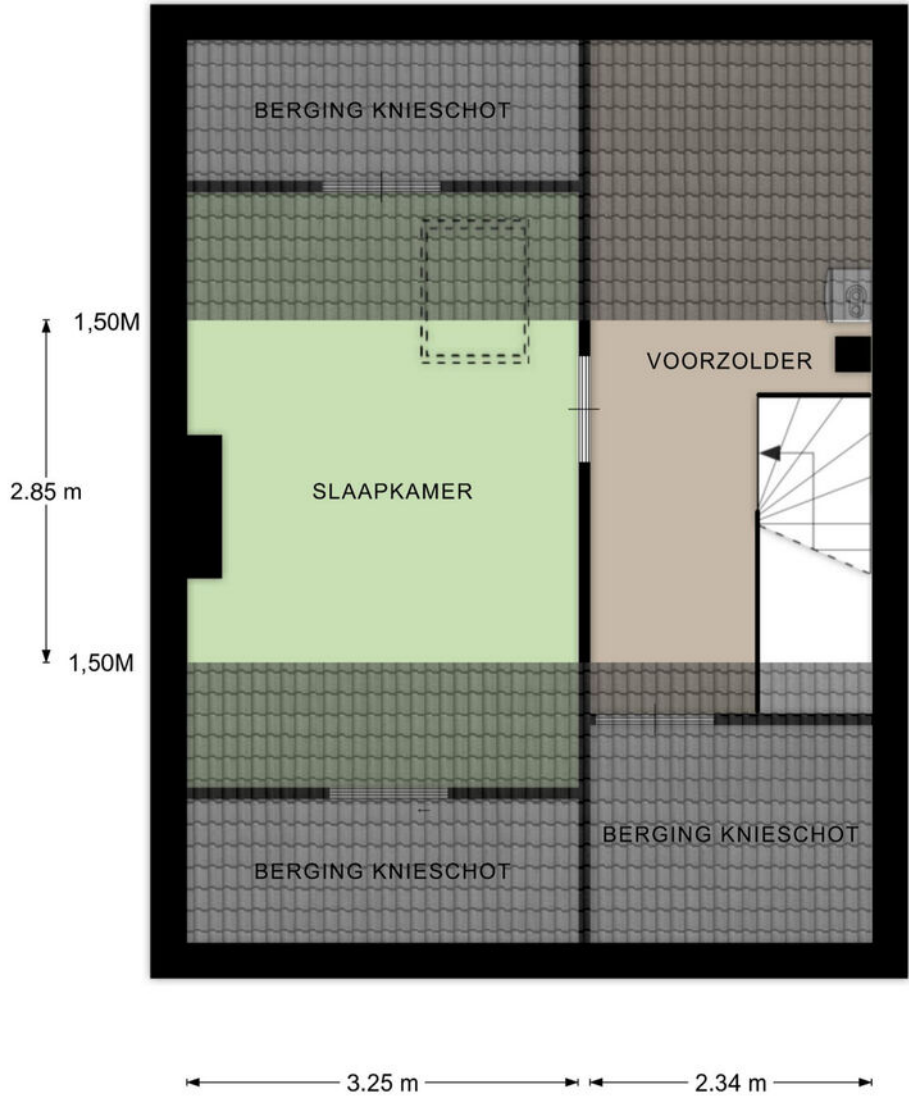 BERGING KNIESCHOT
1,50M
VOORZOLDER
2.85 m
SLAAPKAMER
1,50M
BERGING KNIESCHOT
BERGING KNIESCHOT
3.25 m
2.34 m